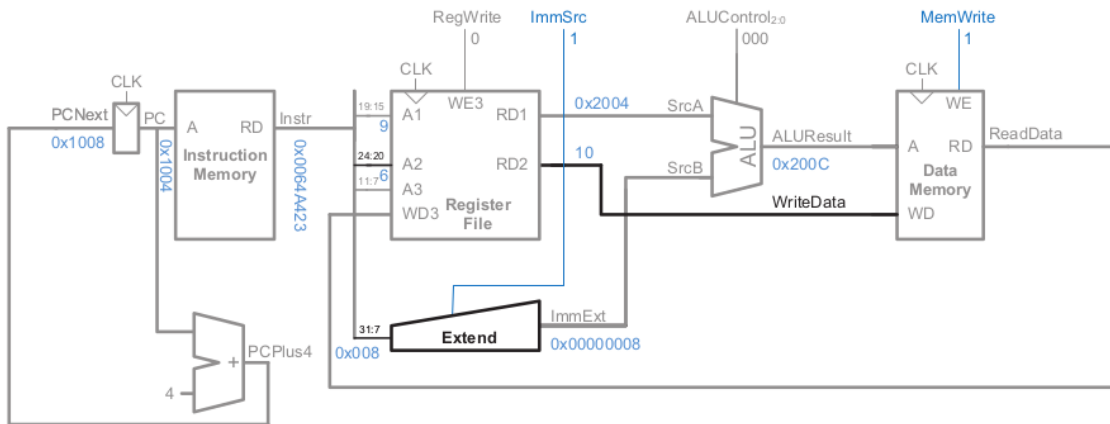 RegWrite
0
ImmSrc
1
ALUControl2:0
000
MemWrite
1
CLK
PCNext
0x1008
PC
0x1004
A RD
Instruction
Memory
Instr
0x0064A423
CLK
WE3
19:15
9
A1
RD1
0x2004
SrcA
24:20
6
A2
RD2
10
11:7
A3
WD3
Register
File
SrcB
ALU
ALUResult
0x200C
WriteData
CLK
WE
A
RD
Data
Memory
WD
ReadData
31:7
0x008
Extend
ImmExt
0x00000008
4
+
PCPlus4